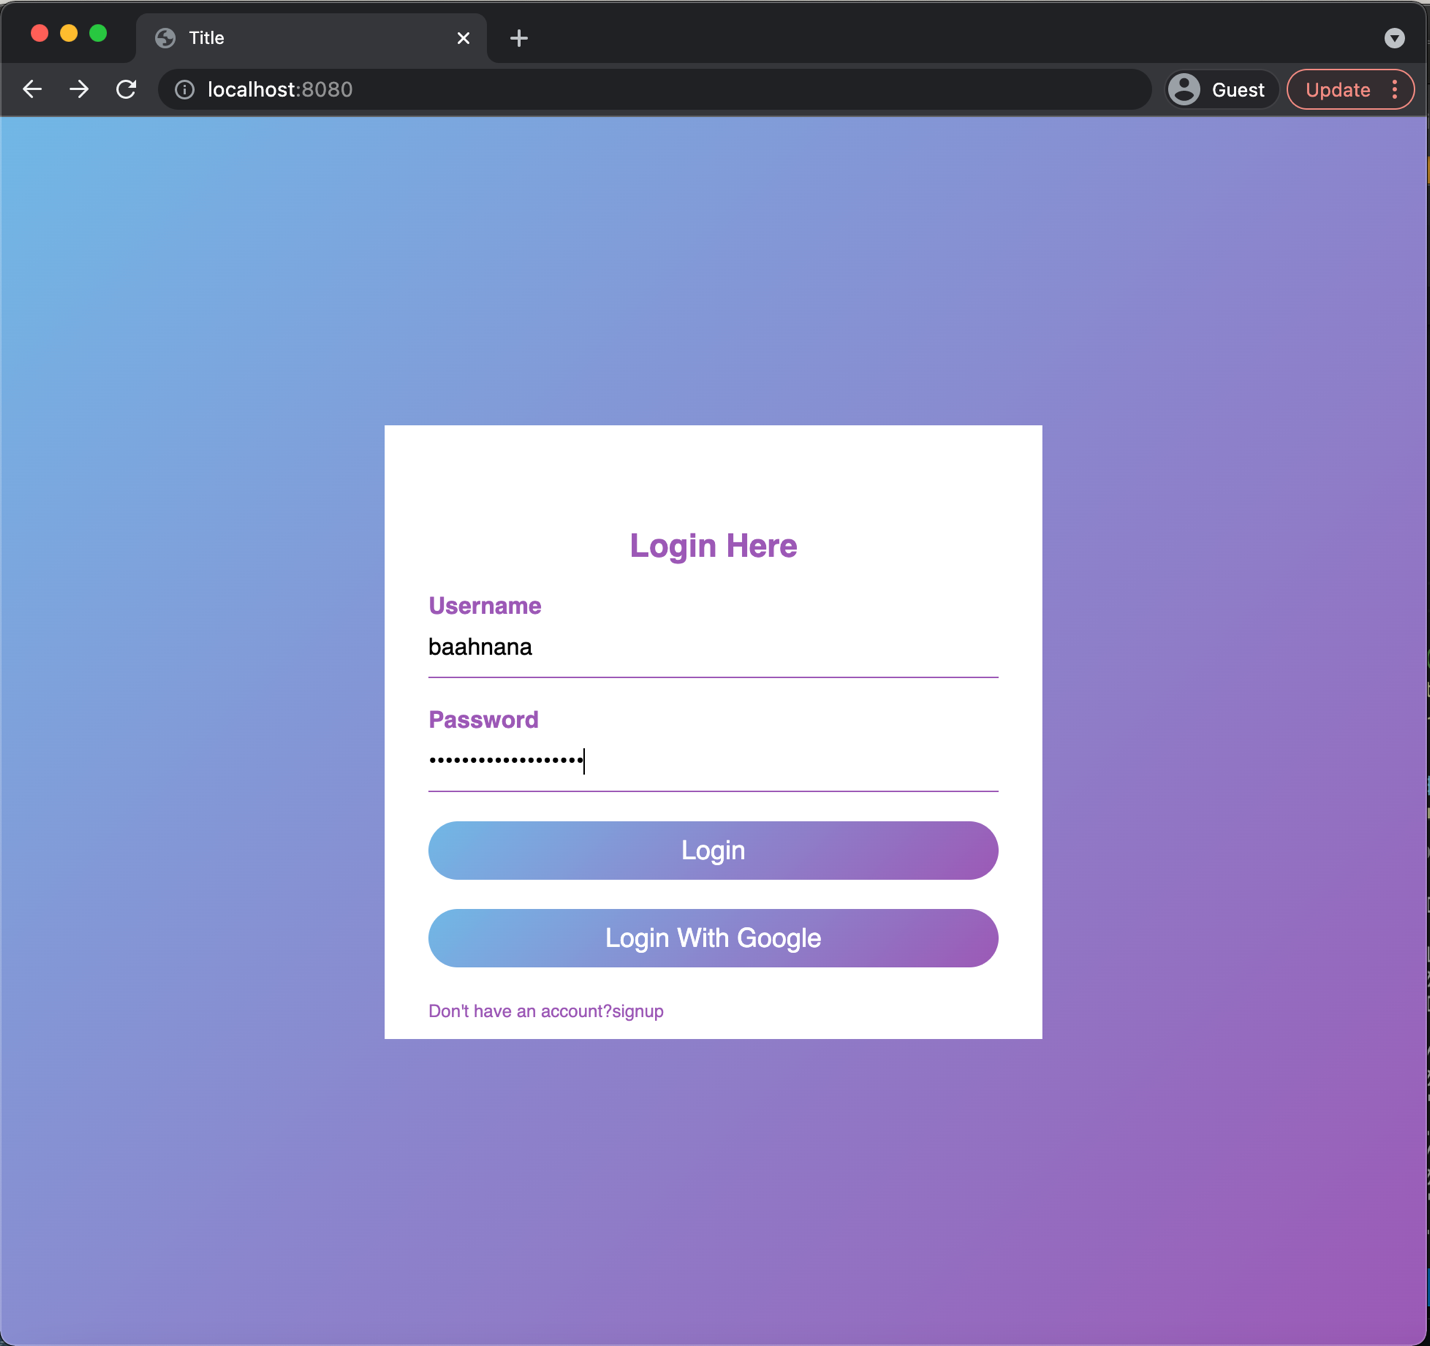 Title
localhost:8080
Guest
Update
Login Here
Username
baahnana
Password
•••••••••••••••••••
Login
Login With Google
Don't have an account?signup